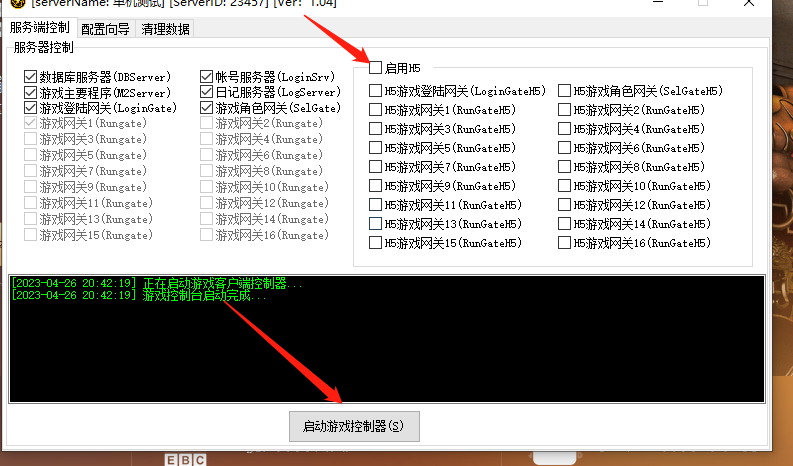 [serverName: 单机测试] [ServerID: 23457] [Ver: 1.04]
服务端控制 配置向导 清理数据
服务器控制
数据库服务器(DBServer) 帐号服务器(LoginSrv)
游戏主要程序(M2Server) 日记服务器(LogServer)
游戏登陆网关(LoginGate) 游戏角色网关(SelGate)
游戏网关1(Rungate) 游戏网关2(Rungate)
游戏网关3(Rungate) 游戏网关4(Rungate)
游戏网关5(Rungate) 游戏网关6(Rungate)
游戏网关7(Rungate) 游戏网关8(Rungate)
游戏网关9(Rungate) 游戏网关10(Rungate)
游戏网关11(Rungate) 游戏网关12(Rungate)
游戏网关13(Rungate) 游戏网关14(Rungate)
游戏网关15(Rungate) 游戏网关16(Rungate)
启用H5
H5游戏登陆网关(LoginGateH5) H5游戏角色网关(SelGateH5)
H5游戏网关1(RunGateH5) H5游戏网关2(RunGateH5)
H5游戏网关3(RunGateH5) H5游戏网关4(RunGateH5)
H5游戏网关5(RunGateH5) H5游戏网关6(RunGateH5)
H5游戏网关7(RunGateH5) H5游戏网关8(RunGateH5)
H5游戏网关9(RunGateH5) H5游戏网关10(RunGateH5)
H5游戏网关11(RunGateH5) H5游戏网关12(RunGateH5)
H5游戏网关13(RunGateH5) H5游戏网关14(RunGateH5)
H5游戏网关15(RunGateH5) H5游戏网关16(RunGateH5)
[2023-04-26 20:42:19] 正在启动游戏客户端控制器...
[2023-04-26 20:42:19] 游戏控制台启动完成...
启动游戏控制器(S)
EBC